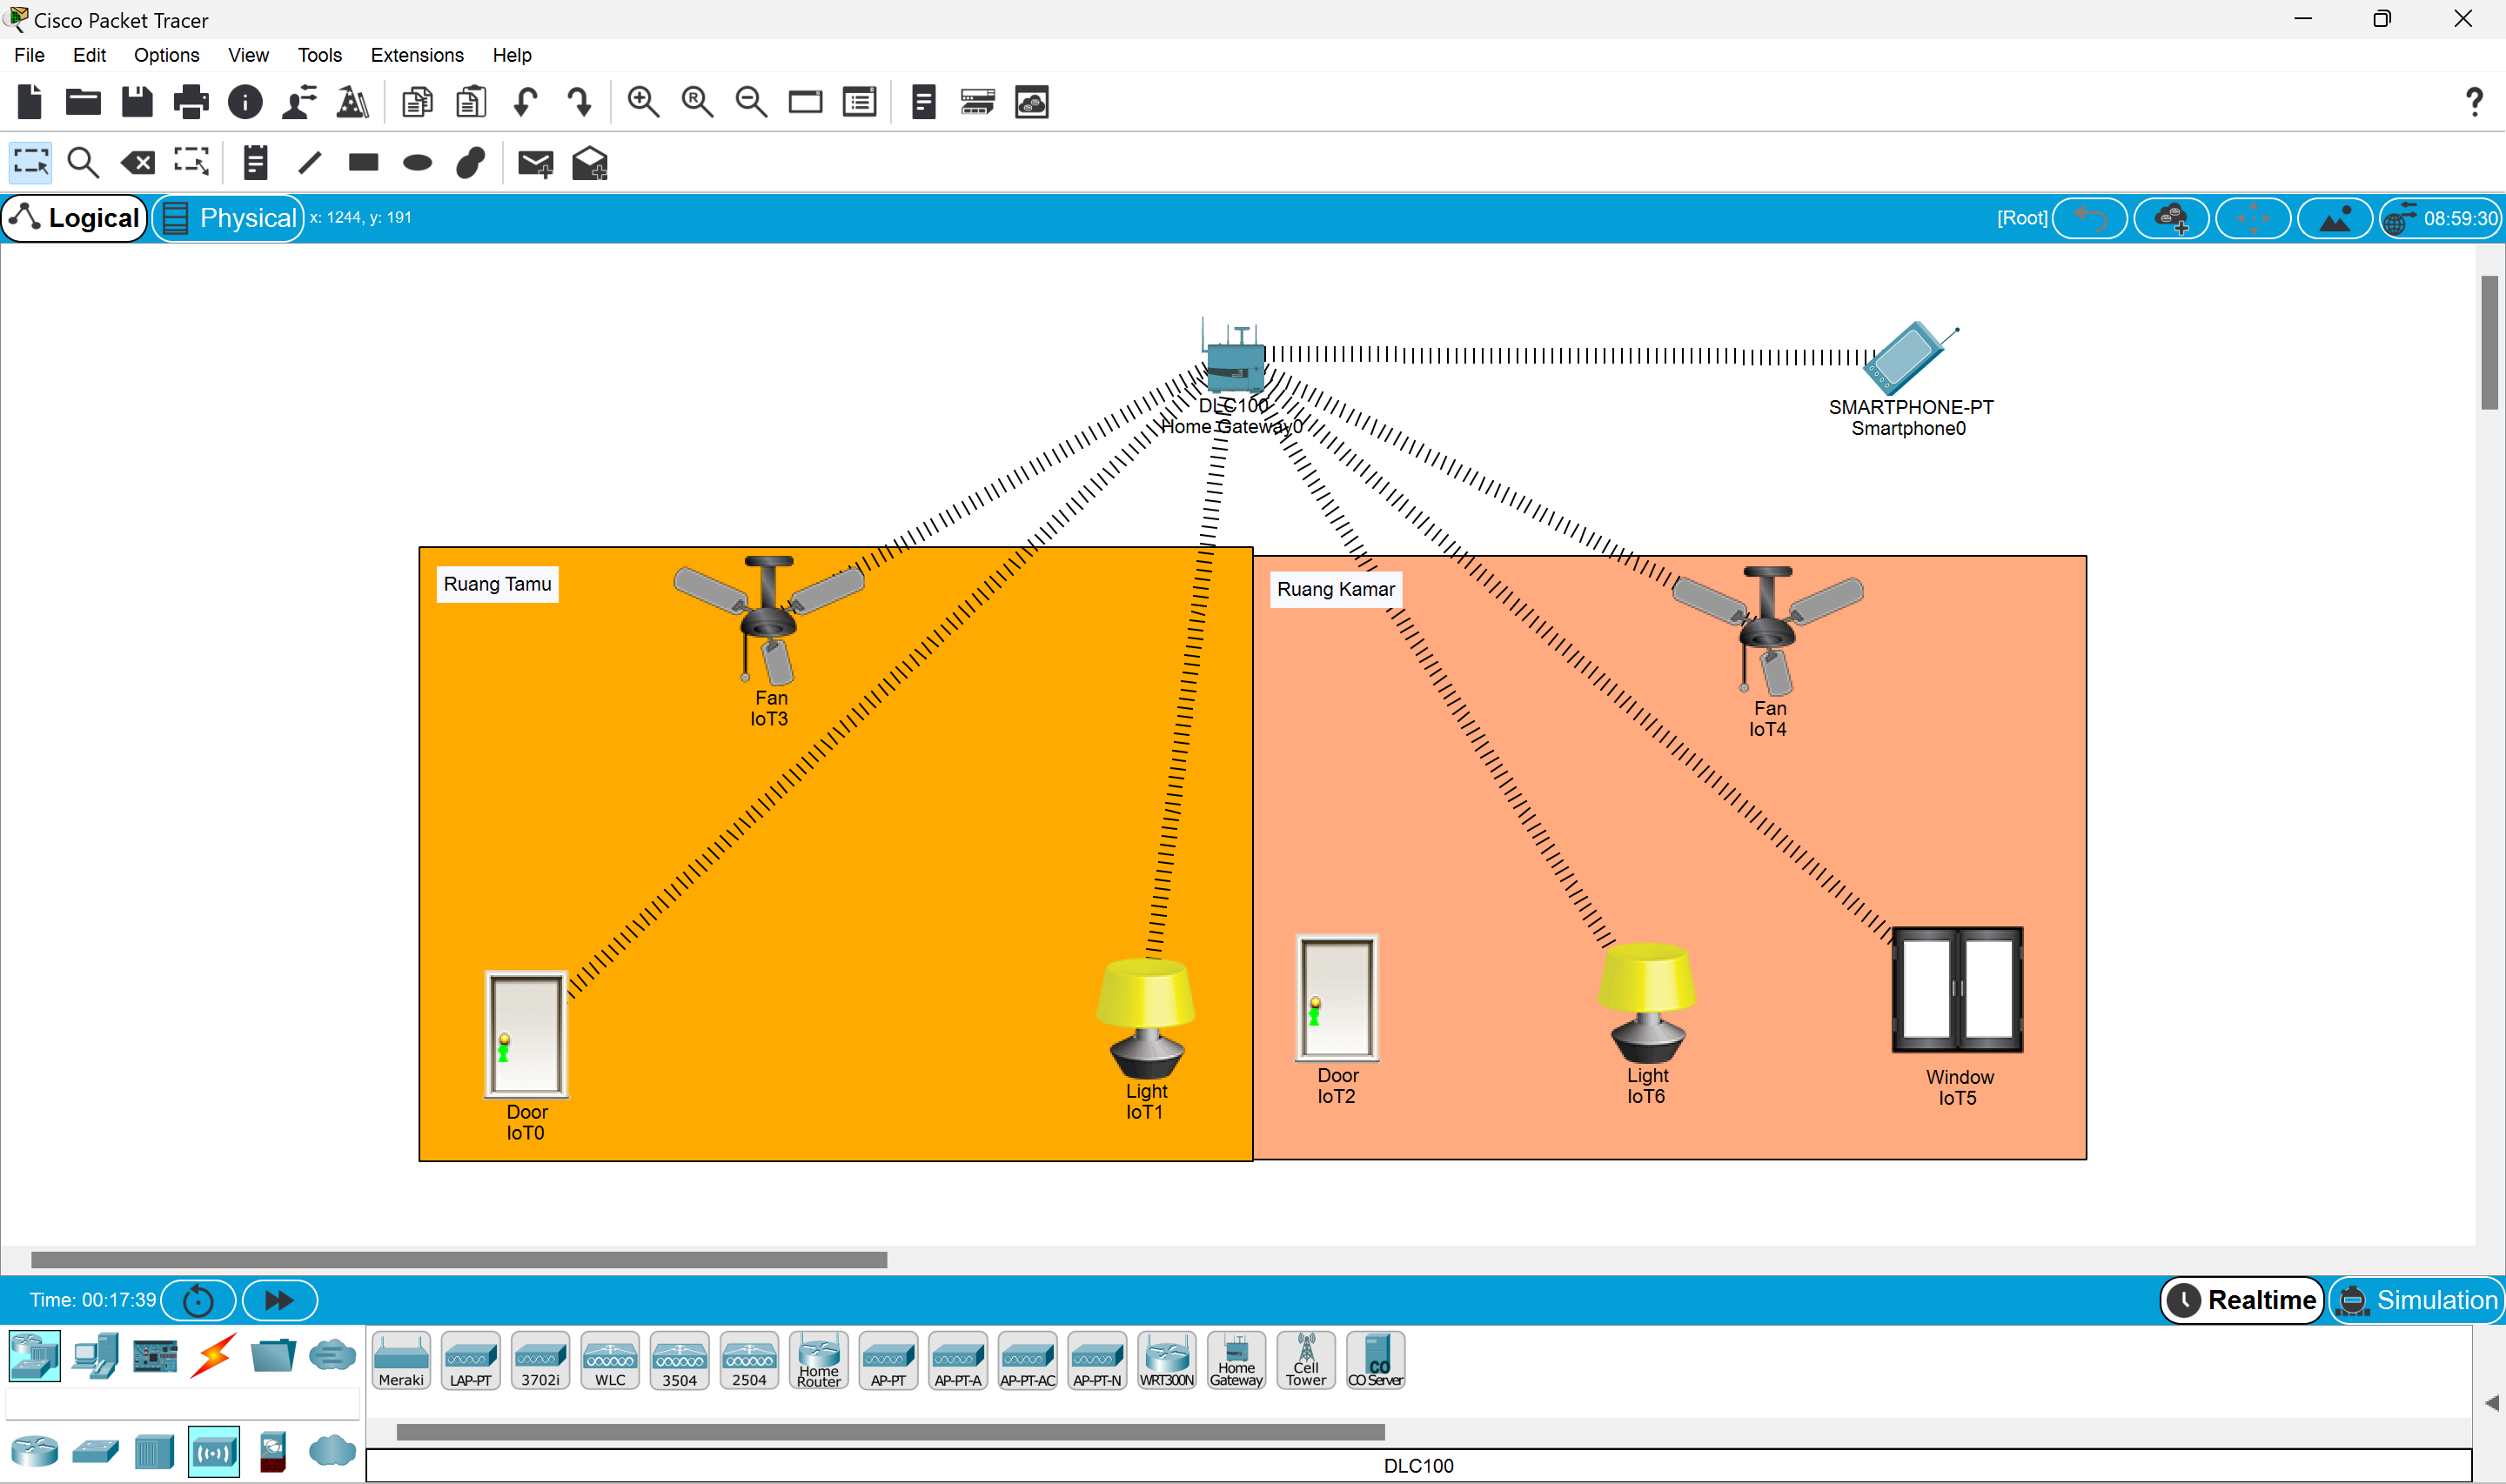 Cisco Packet Tracer
File Edit Options View Tools Extensions Help
Logical Physical x: 1244, y: 191 [Root] 08:59:30
DLC100
Home Gateway0
SMARTPHONE-PT
Smartphone0
Ruang Tamu
Ruang Kamar
Fan
IoT3
Fan
IoT4
Door
IoT0
Light
IoT1
Door
IoT2
Light
IoT6
Window
IoT5
Time: 00:17:39 Realtime Simulation
Meraki LAP-PT 3702i WLC 3504 2504 Home Router AP-PT AP-PT-A AP-PT-AC AP-PT-N WRT300N Home Gateway Cell Tower CO CO Server
DLC100